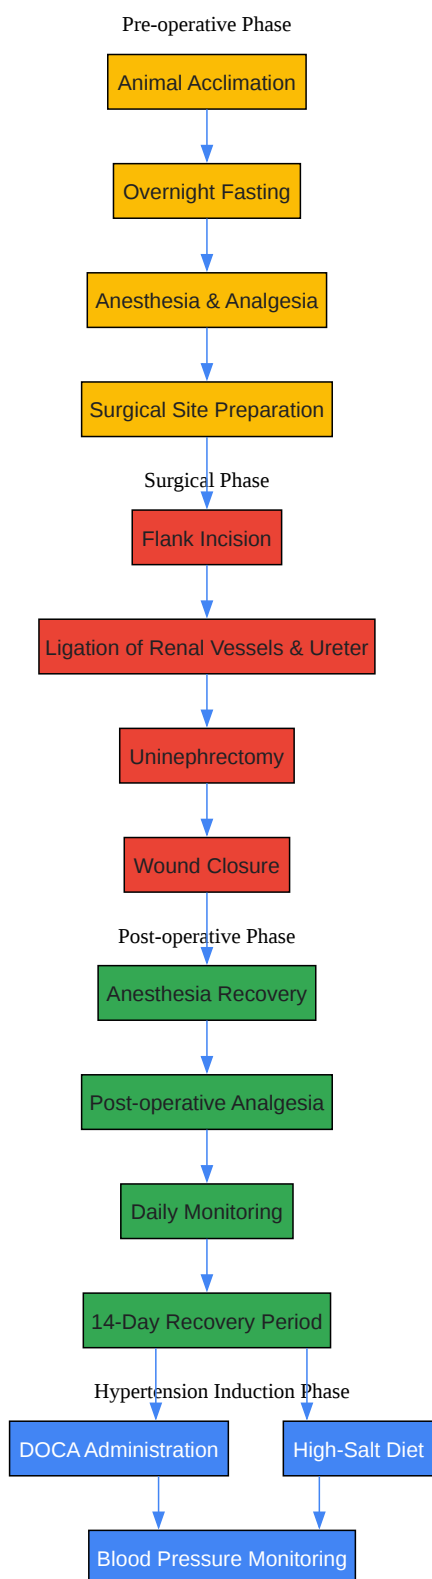 Pre-operative Phase
Animal Acclimation
Overnight Fasting
Anesthesia & Analgesia
Surgical Site Preparation
Surgical Phase
Flank Incision
Ligation of Renal Vessels & Ureter
Uninephrectomy
Wound Closure
Post-operative Phase
Anesthesia Recovery
Post-operative Analgesia
Daily Monitoring
14-Day Recovery Period
Hypertension Induction Phase
DOCA Administration
High-Salt Diet
Blood Pressure Monitoring